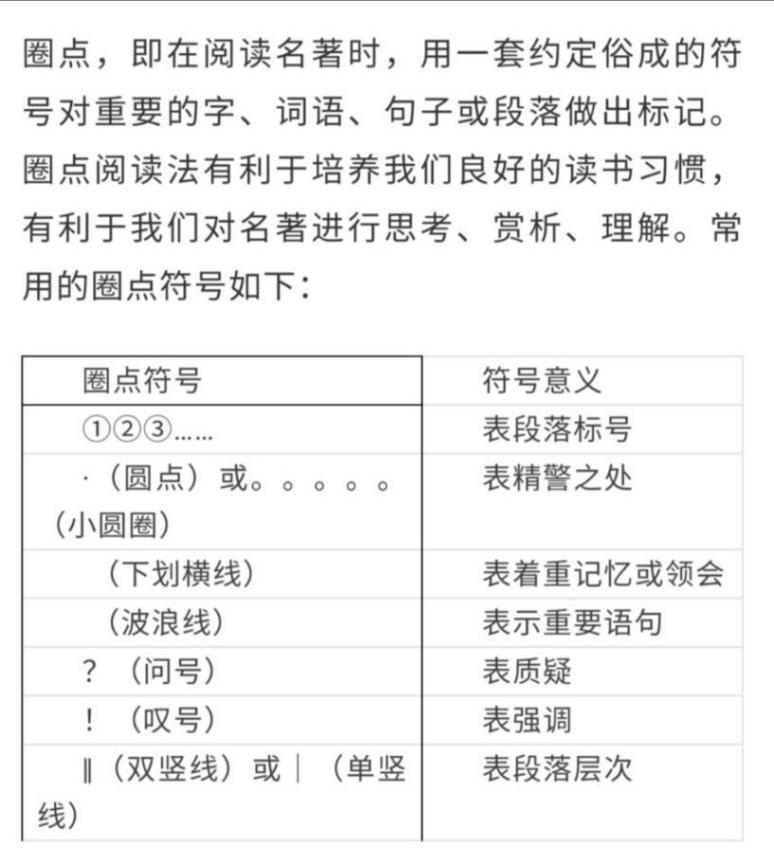 圈点，即在阅读名著时，用一套约定俗成的符
号对重要的字、词语、句子或段落做出标记。
圈点阅读法有利于培养我们良好的读书习惯，
有利于我们对名著进行思考、赏析、理解。常
用的圈点符号如下：
圈点符号 符号意义
①②③…… 表段落标号
·（圆点）或。。。。。 表精警之处
（小圆圈）
（下划横线） 表着重记忆或领会
（波浪线） 表示重要语句
？（问号） 表质疑
！（叹号） 表强调
‖（双竖线）或｜（单竖 表段落层次
线）